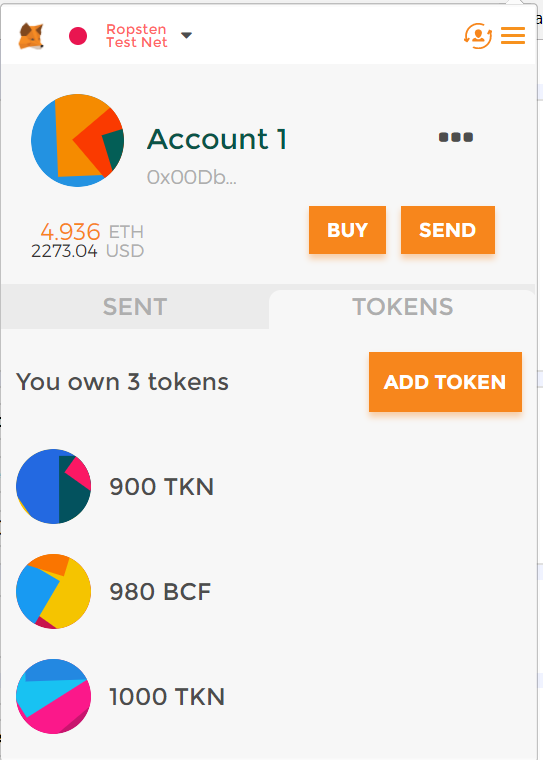 Ropsten
Test Net
Account 1
0x00Db...
4.936 ETH
2273.04 USD
BUY
SEND
SENT
TOKENS
You own 3 tokens
ADD TOKEN
900 TKN
980 BCF
1000 TKN